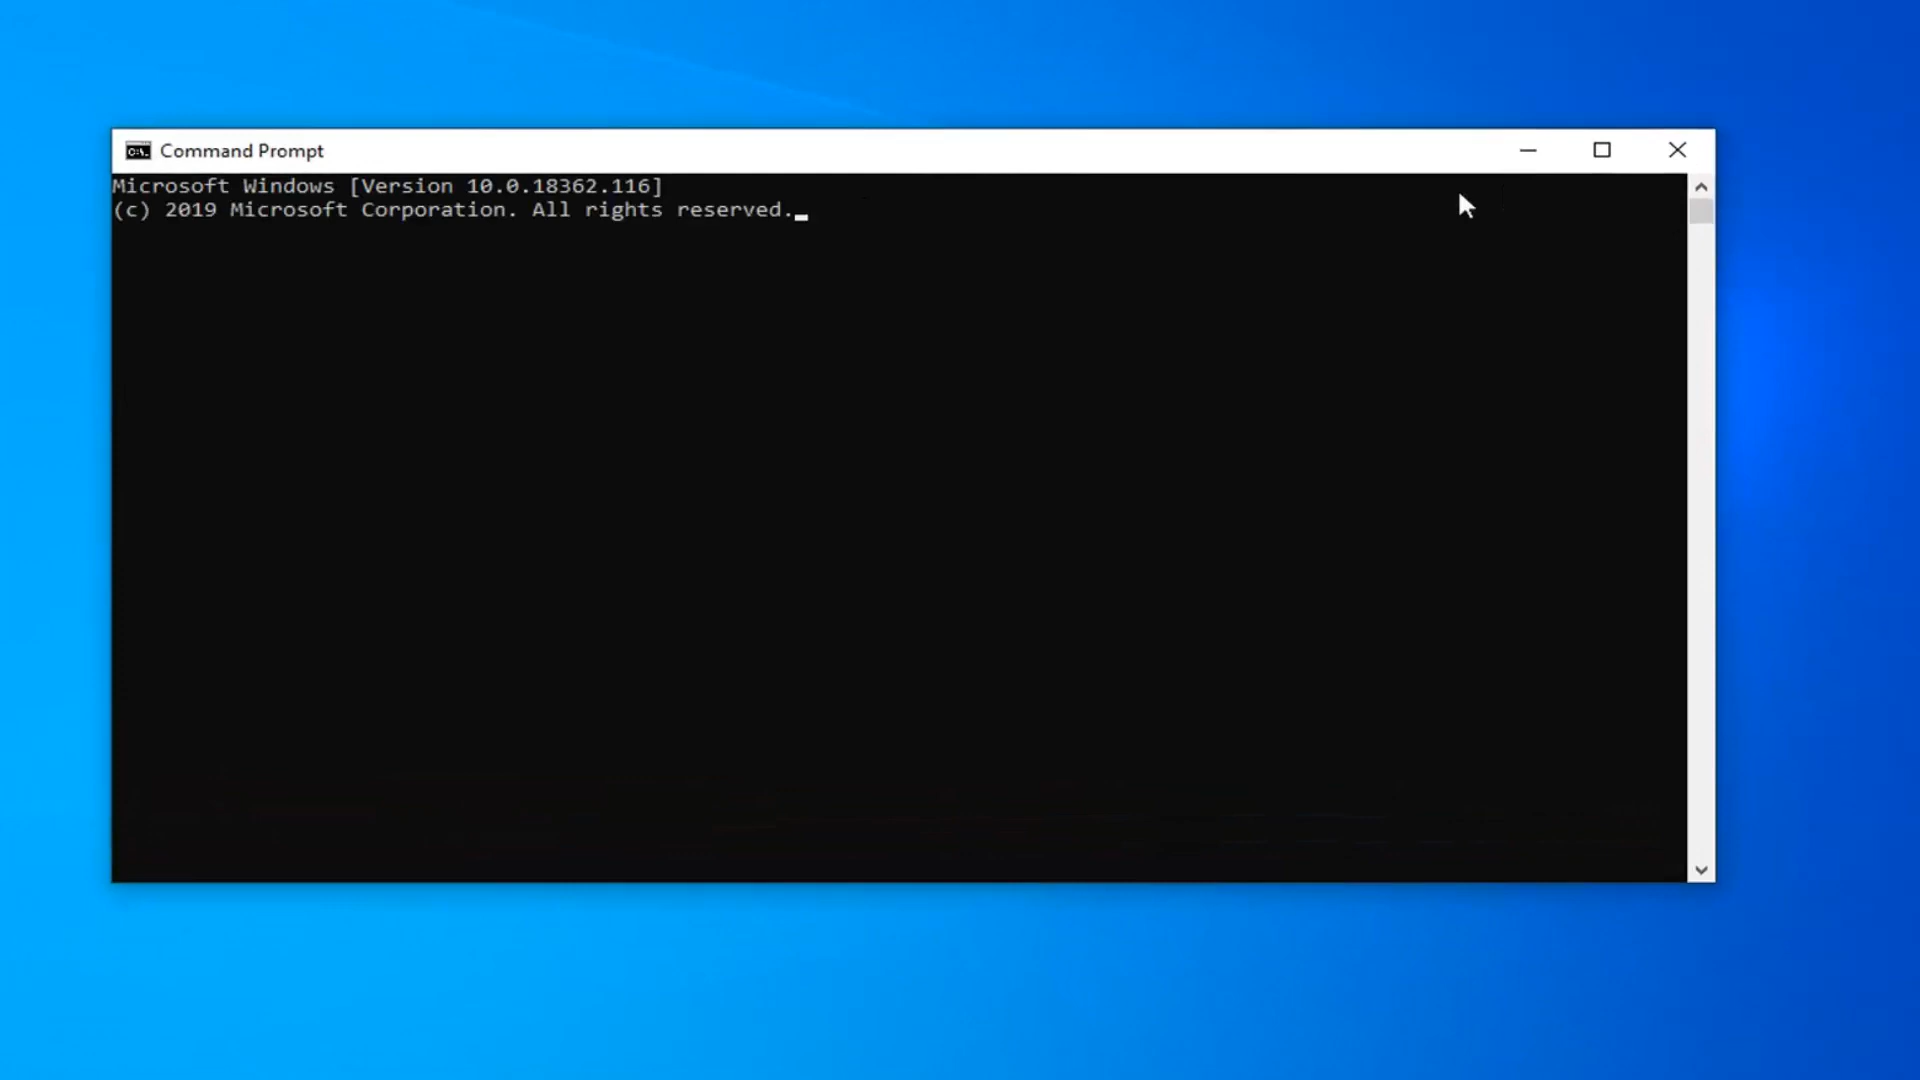 Command Prompt
Microsoft Windows [Version 10.0.18362.116]
(c) 2019 Microsoft Corporation. All rights reserved.